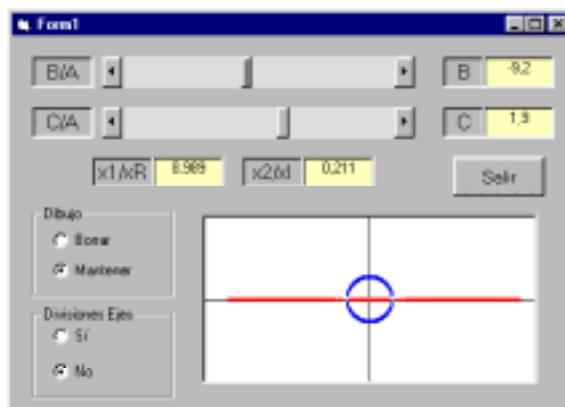 Form1
B/A
B
-9,2
C/A
C
1,9
x1/xR
8.989
x2/xI
0,211
Salir
Dibujo
Borrar
Mantener
Divisiones Ejes
Sí
No